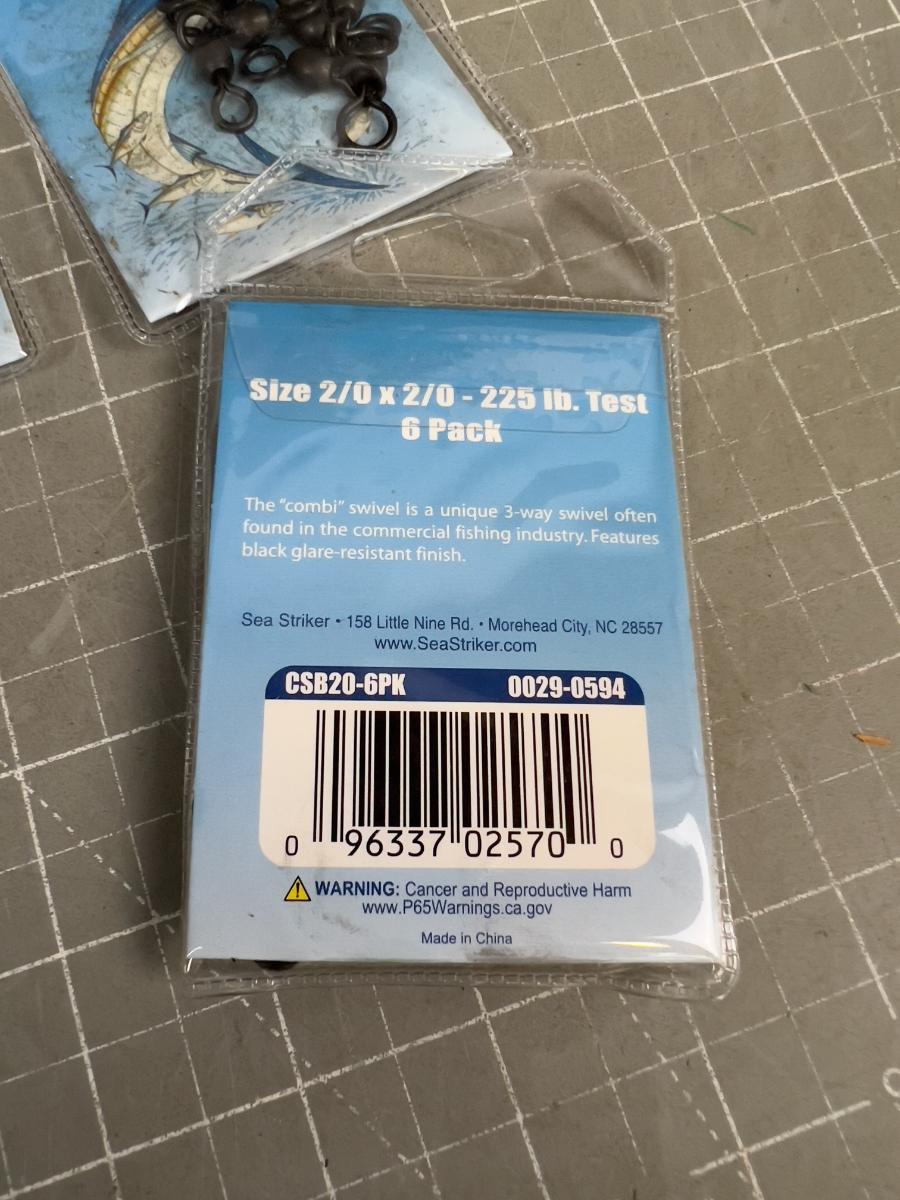 Size 2/0 x 2/0 - 225 lb. Test
6 Pack
The "combi" swivel is a unique 3-way swivel often
found in the commercial fishing industry. Features
black glare-resistant finish.
Sea Striker • 158 Little Nine Rd. • Morehead City, NC 28557
www.SeaStriker.com
CSB20-6PK 0029-0594
0 96337 02570 0
WARNING: Cancer and Reproductive Harm
www.P65Warnings.ca.gov
Made in China